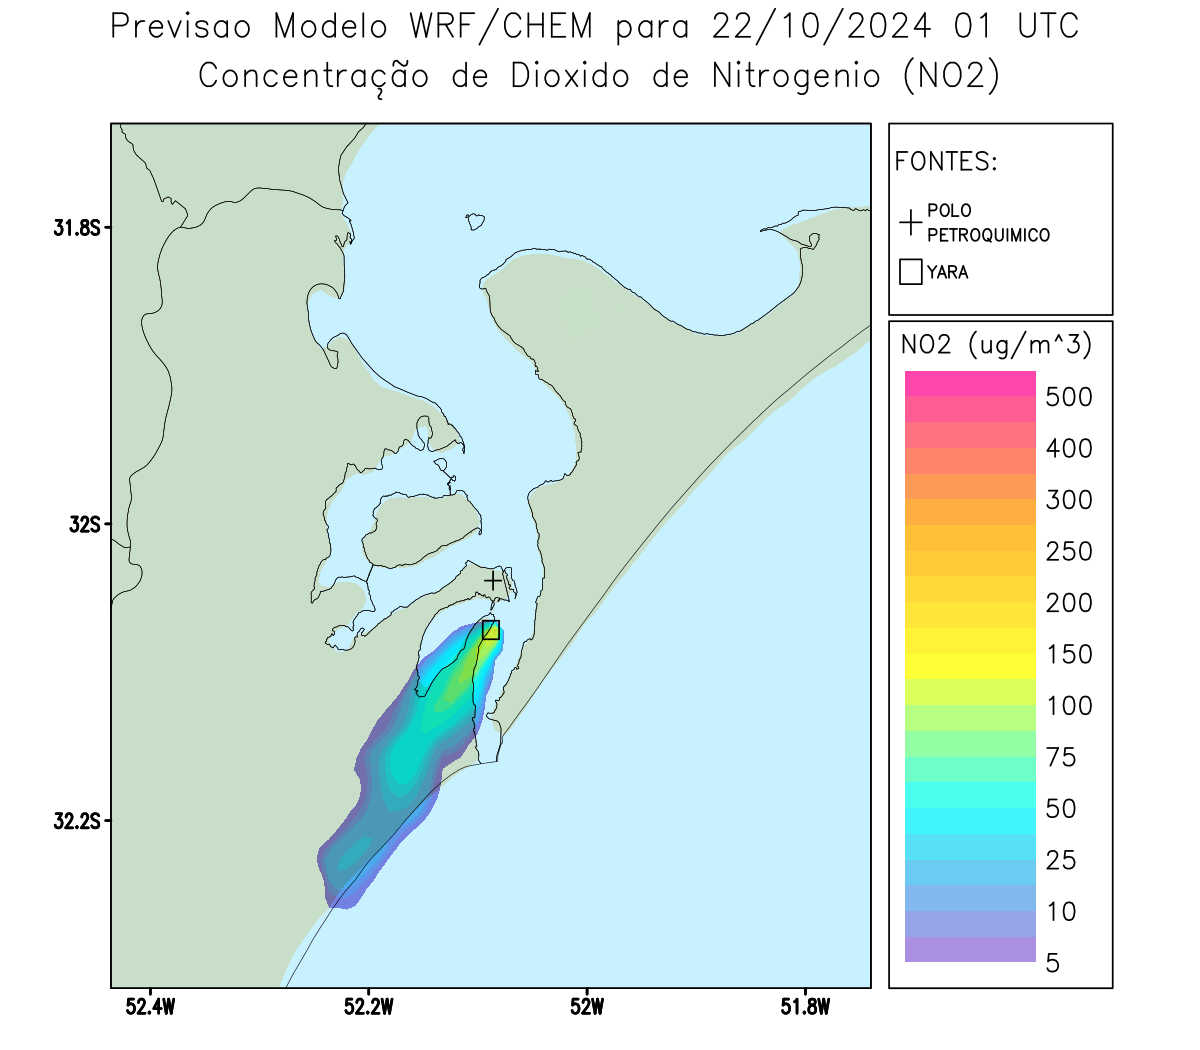 Previsao Modelo WRF/CHEM para 22/10/2024 01 UTC
Concentração de Dioxido de Nitrogenio (NO2)
FONTES:
POLO
PETROQUIMICO
YARA
NO2 (ug/m^3)
500
400
300
250
200
150
100
75
50
25
10
5
31.8S
32S
32.2S
52.4W
52.2W
52W
51.8W